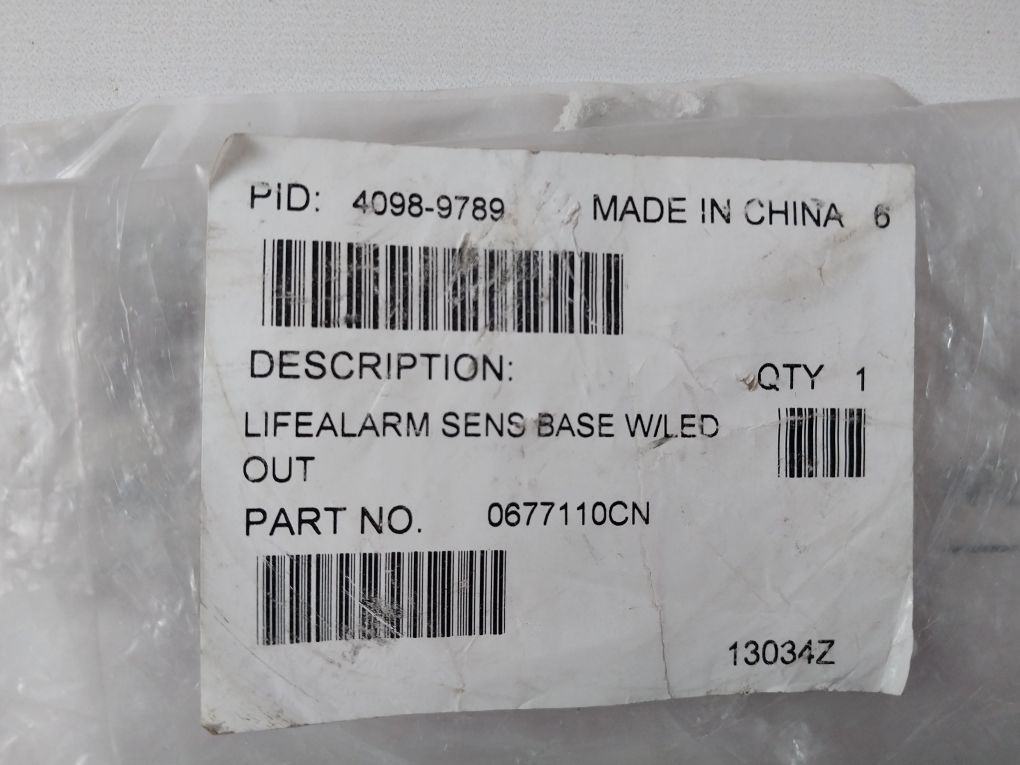 PID: 4098-9789 MADE IN CHINA 6
DESCRIPTION: QTY 1
LIFEALARM SENS BASE W/LED
OUT
PART NO. 0677110CN
13034Z